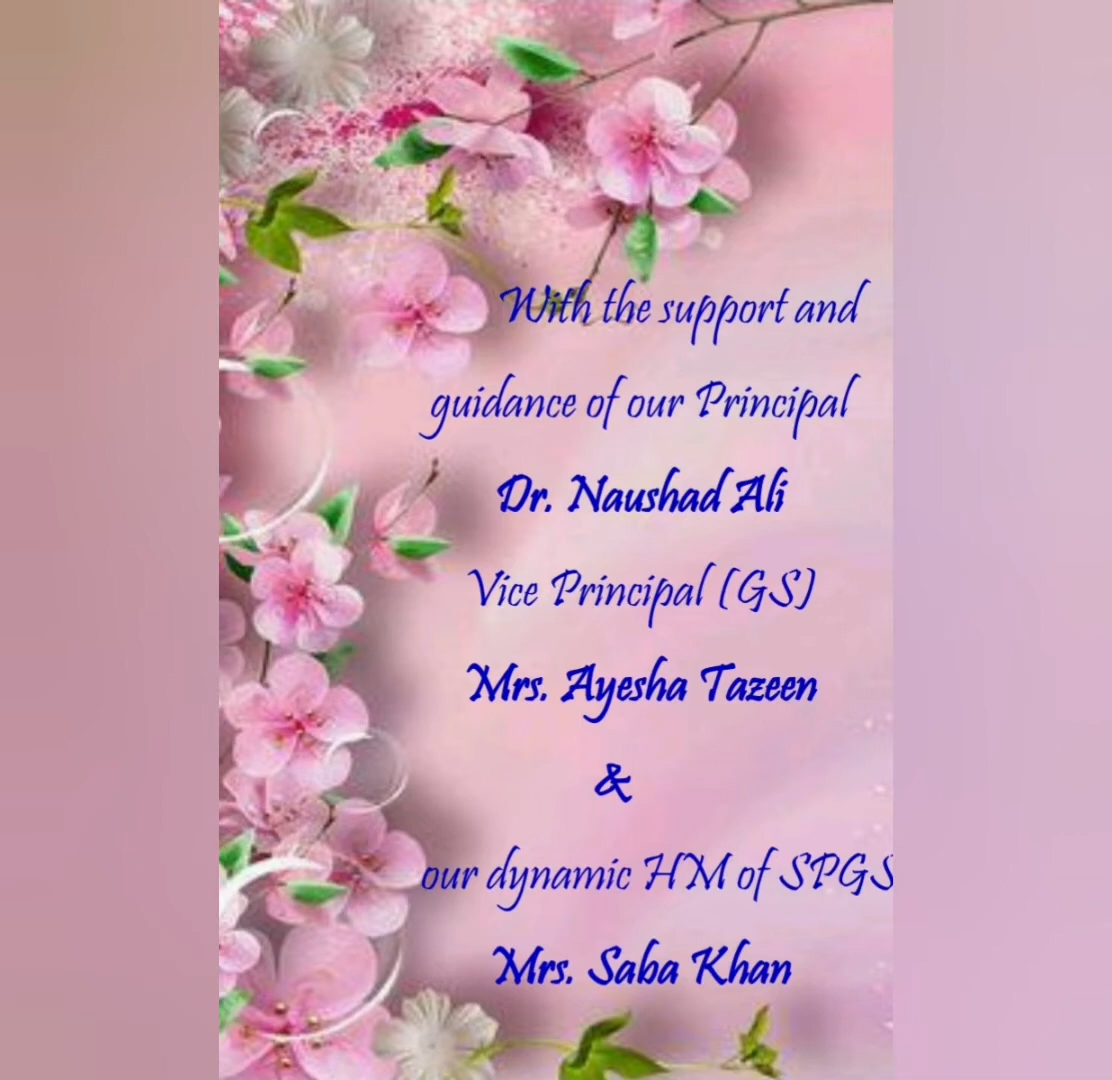 With the support and
guidance of our Principal
Dr. Naushad Ali
Vice Principal (GS)
Mrs. Ayesha Tazeen
&
our dynamic HM of SPGS
Mrs. Saba Khan